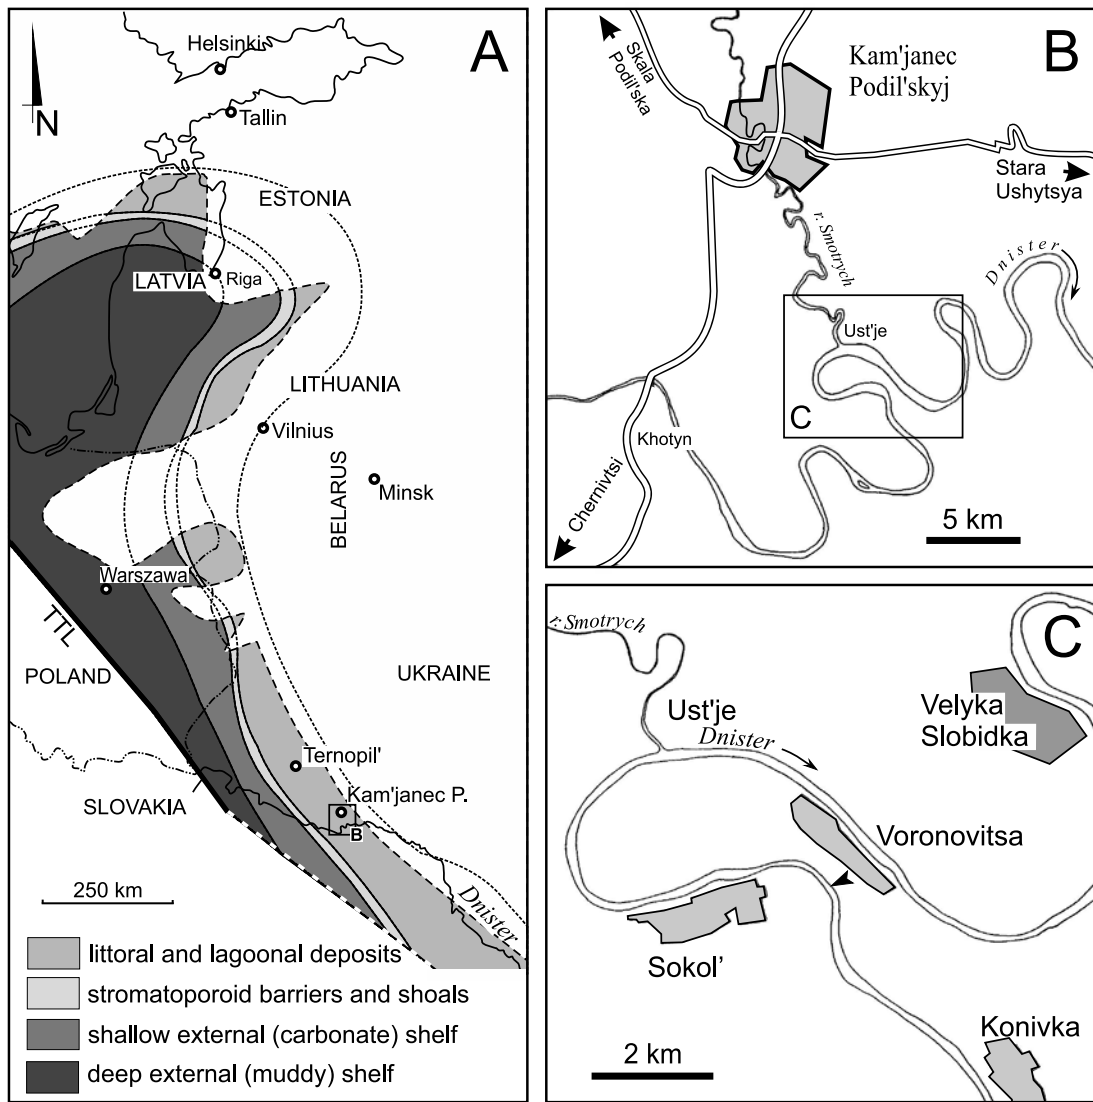 A
Helsinki
N
Tallin
ESTONIA
LATVIA
Riga
LITHUANIA
Vilnius
BELARUS
Minsk
Warszawa
TTL
POLAND
UKRAINE
Ternopil'
SLOVAKIA
Kam'janec P.
B
250 km
Dnister
littoral and lagoonal deposits
stromatoporoid barriers and shoals
shallow external (carbonate) shelf
deep external (muddy) shelf
B
Skala
Podil'ska
Kam'janec
Podil'skyj
Stara
Ushytsya
r. Smotrych
Dnister
Ust'je
C
Khotyn
Chernivtsi
5 km
C
r. Smotrych
Ust'je
Dnister
Velyka
Slobidka
Voronovitsa
Sokol'
Konivka
2 km